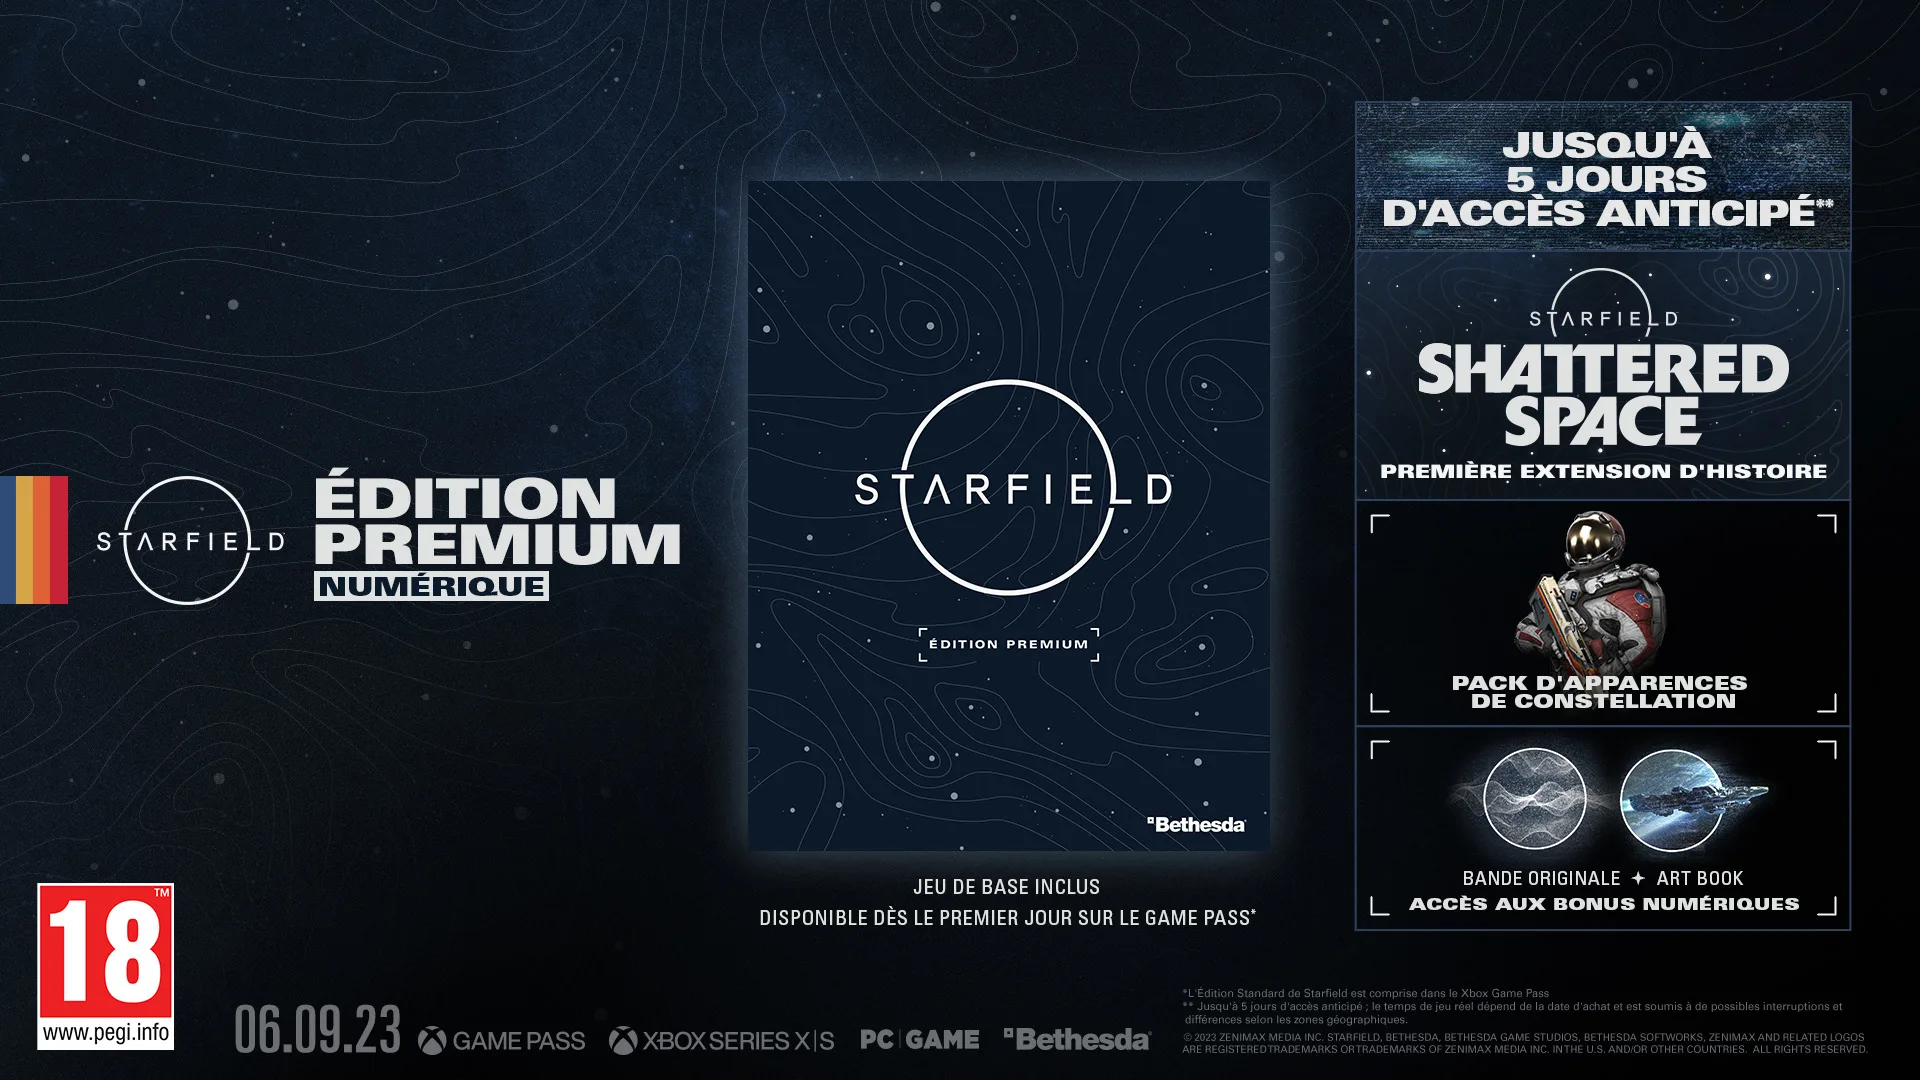 STARFIELD
ÉDITION
PREMIUM
NUMÉRIQUE
STARFIELD
ÉDITION PREMIUM
Bethesda
JEU DE BASE INCLUS
DISPONIBLE DÈS LE PREMIER JOUR SUR LE GAME PASS*
JUSQU'À
5 JOURS
D'ACCÈS ANTICIPÉ**
STARFIELD
SHATTERED
SPACE
PREMIÈRE EXTENSION D'HISTOIRE
PACK D'APPARENCES
DE CONSTELLATION
BANDE ORIGINALE + ART BOOK
ACCÈS AUX BONUS NUMÉRIQUES
18 TM
www.pegi.info
06.09.23 GAME PASS XBOX SERIES X|S PC | GAME Bethesda
*L'Édition Standard de Starfield est comprise dans le Xbox Game Pass
** Jusqu'à 5 jours d'accès anticipé ; le temps de jeu réel dépend de la date d'achat et est soumis à de possibles interruptions et
différences selon les zones géographiques.
© 2023 ZENIMAX MEDIA INC. STARFIELD, BETHESDA, BETHESDA GAME STUDIOS, BETHESDA SOFTWORKS, ZENIMAX AND RELATED LOGOS
ARE REGISTERED TRADEMARKS OR TRADEMARKS OF ZENIMAX MEDIA INC. IN THE U.S. AND/OR OTHER COUNTRIES. ALL RIGHTS RESERVED.